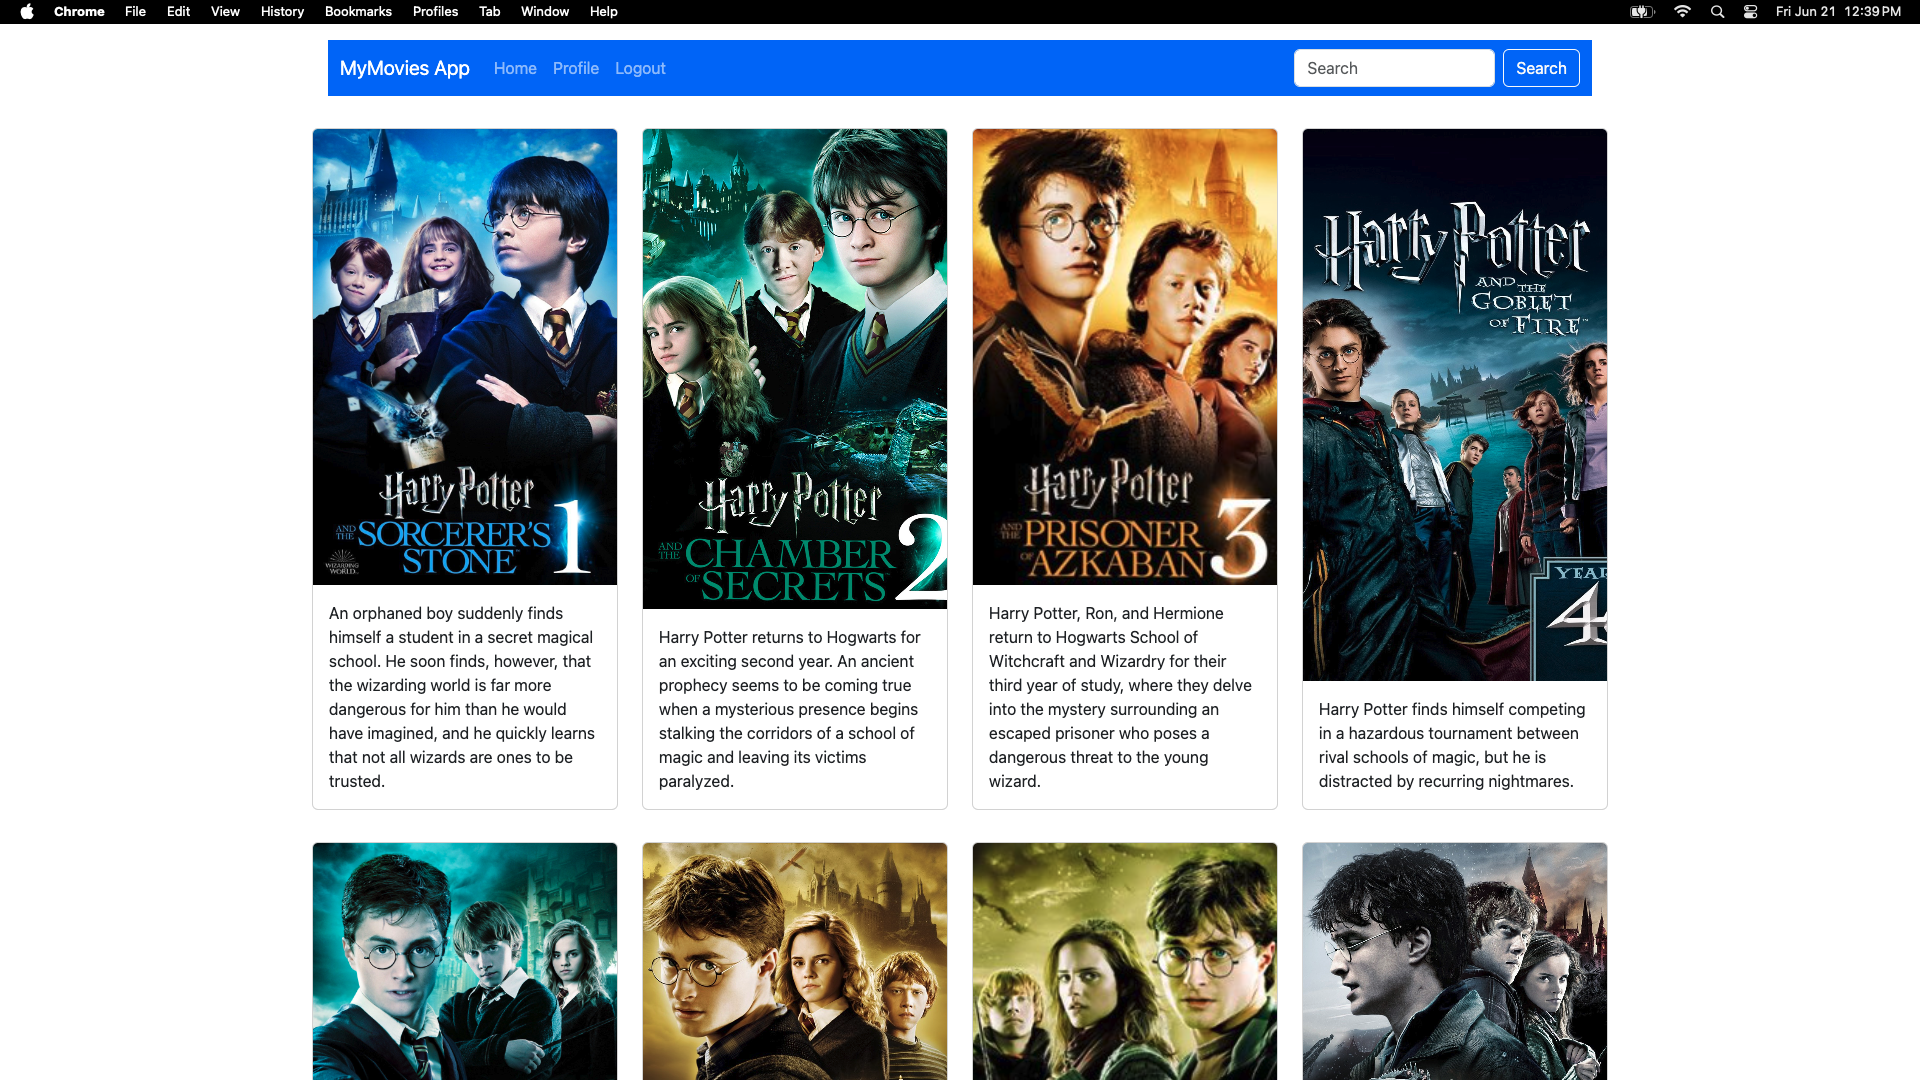 Chrome File Edit View History Bookmarks Profiles Tab Window Help Fri Jun 21 12:39 PM
MyMovies App Home Profile Logout Search Search
Harry Potter
AND THE SORCERER'S
STONE 1
WIZARDING WORLD
An orphaned boy suddenly finds
himself a student in a secret magical
school. He soon finds, however, that
the wizarding world is far more
dangerous for him than he would
have imagined, and he quickly learns
that not all wizards are ones to be
trusted.
Harry Potter
AND THE CHAMBER
OF SECRETS 2
Harry Potter returns to Hogwarts for
an exciting second year. An ancient
prophecy seems to be coming true
when a mysterious presence begins
stalking the corridors of a school of
magic and leaving its victims
paralyzed.
Harry Potter
AND THE PRISONER
OF AZKABAN 3
Harry Potter, Ron, and Hermione
return to Hogwarts School of
Witchcraft and Wizardry for their
third year of study, where they delve
into the mystery surrounding an
escaped prisoner who poses a
dangerous threat to the young
wizard.
Harry Potter
AND THE
GOBLET
OF FIRE™
YEAR
4
Harry Potter finds himself competing
in a hazardous tournament between
rival schools of magic, but he is
distracted by recurring nightmares.